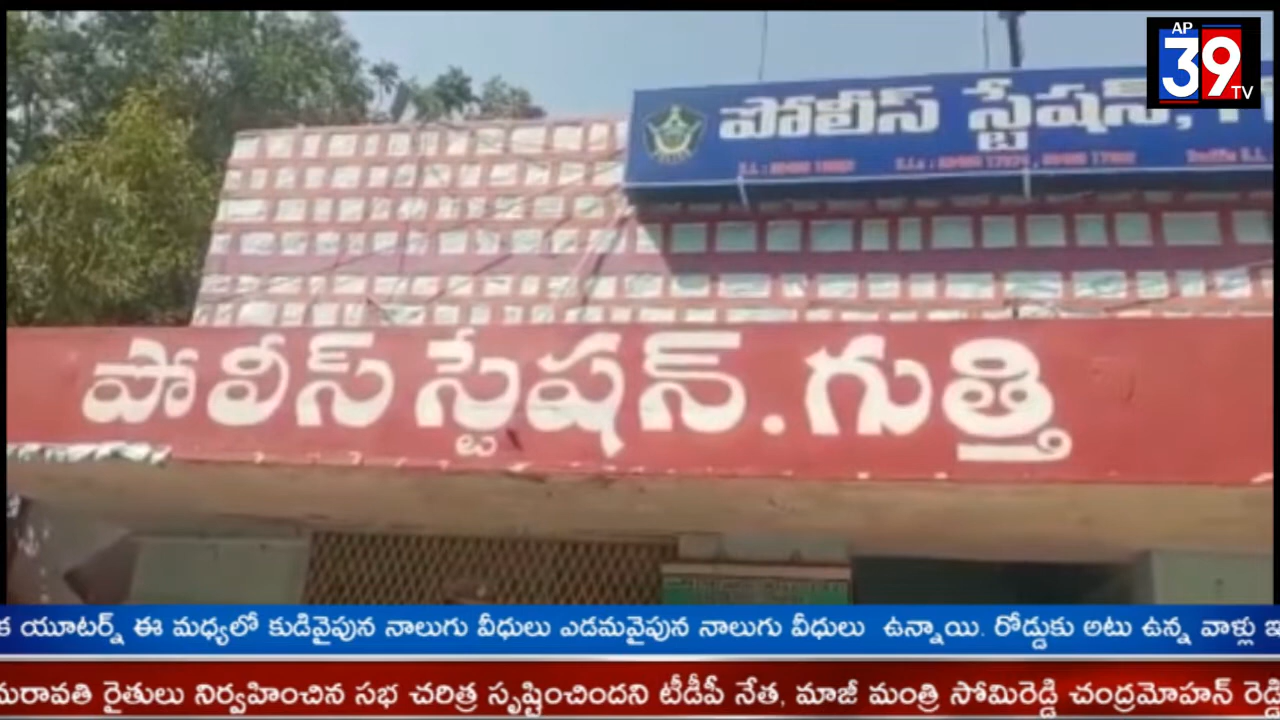 AP
39
TV
పోలీస్ స్టేషన్,
పోలీస్ స్టేషన్. గుత్తి
క యూటర్న్ ఈ మధ్యలో కుడివైపున నాలుగు వీధులు ఎడమవైపున నాలుగు వీధులు ఉన్నాయి. రోడ్డుకు అటు ఉన్న వాళ్లు ఇ
మరావతి రైతులు నిర్వహించిన సభ చరిత్ర సృష్టించిందని టీడీపీ నేత, మాజీ మంత్రి సోమిరెడ్డి చంద్రమోహన్ రెడ్డి